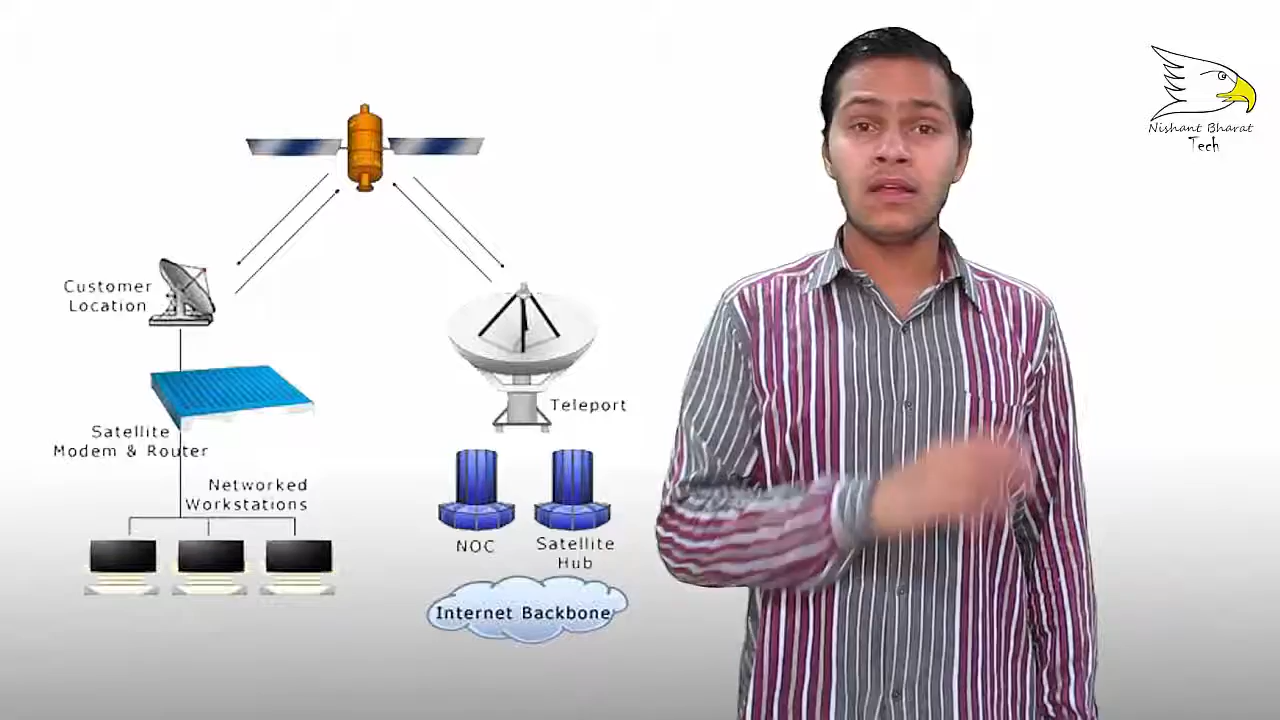 Nishant Bharat
Tech
Customer
Location
Teleport
Satellite
Modem & Router
Networked
Workstations
NOC
Satellite
Hub
Internet Backbone